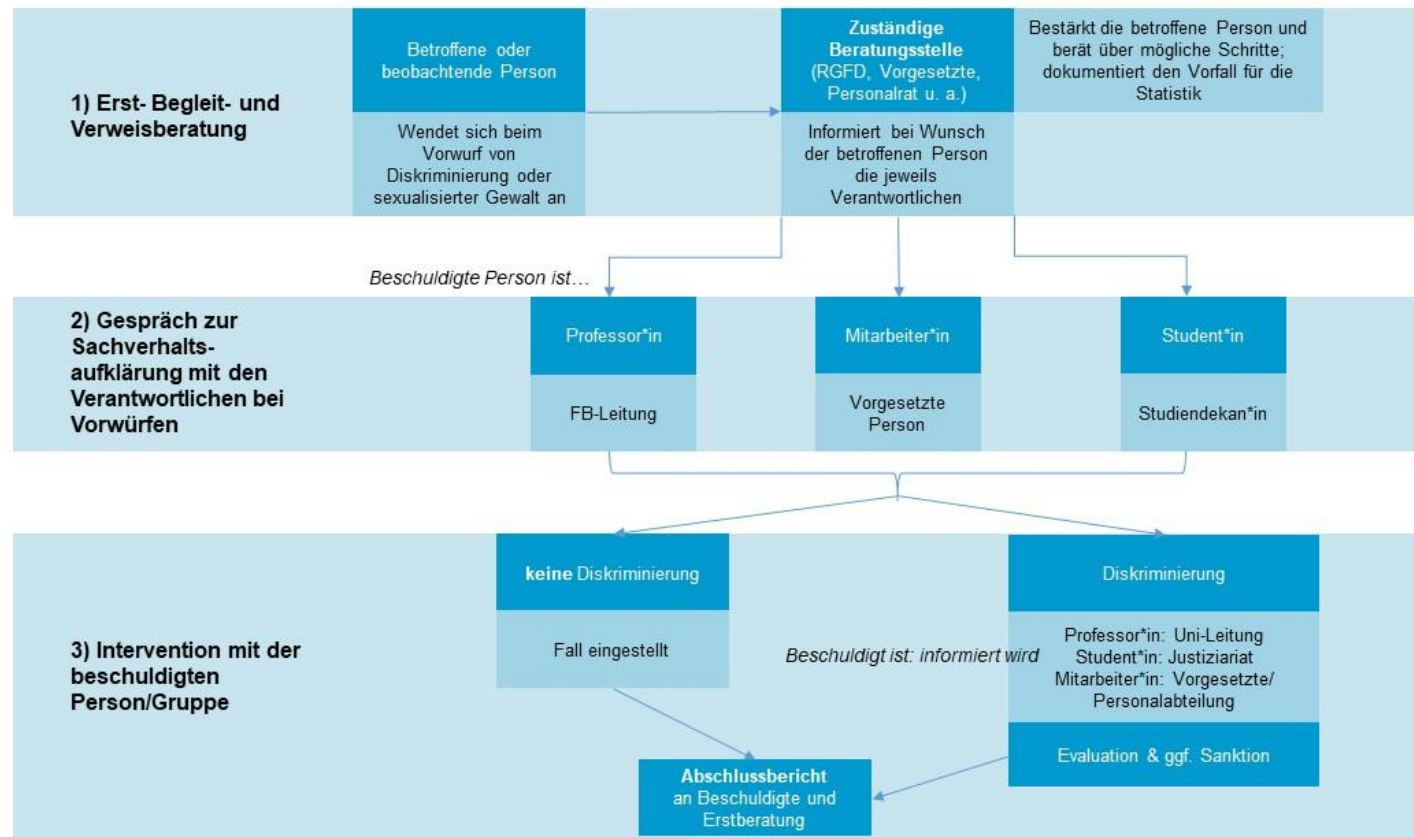 1) Erst- Begleit- und
Verweisberatung
Betroffene oder
beobachtende Person
Wendet sich beim
Vorwurf von
Diskriminierung oder
sexualisierter Gewalt an
Zuständige
Beratungsstelle
(RGFD, Vorgesetzte,
Personalrat u. a.)
Informiert bei Wunsch
der betroffenen Person
die jeweils
Verantwortlichen
Bestärkt die betroffene Person und
berät über mögliche Schritte;
dokumentiert den Vorfall für die
Statistik
Beschuldigte Person ist…
2) Gespräch zur
Sachverhalts-
aufklärung mit den
Verantwortlichen bei
Vorwürfen
Professor*in
FB-Leitung
Mitarbeiter*in
Vorgesetzte
Person
Student*in
Studiendekan*in
3) Intervention mit der
beschuldigten
Person/Gruppe
keine Diskriminierung
Fall eingestellt
Beschuldigt ist: informiert wird
Diskriminierung
Professor*in: Uni-Leitung
Student*in: Justiziariat
Mitarbeiter*in: Vorgesetzte/
Personalabteilung
Evaluation & ggf. Sanktion
Abschlussbericht
an Beschuldigte und
Erstberatung